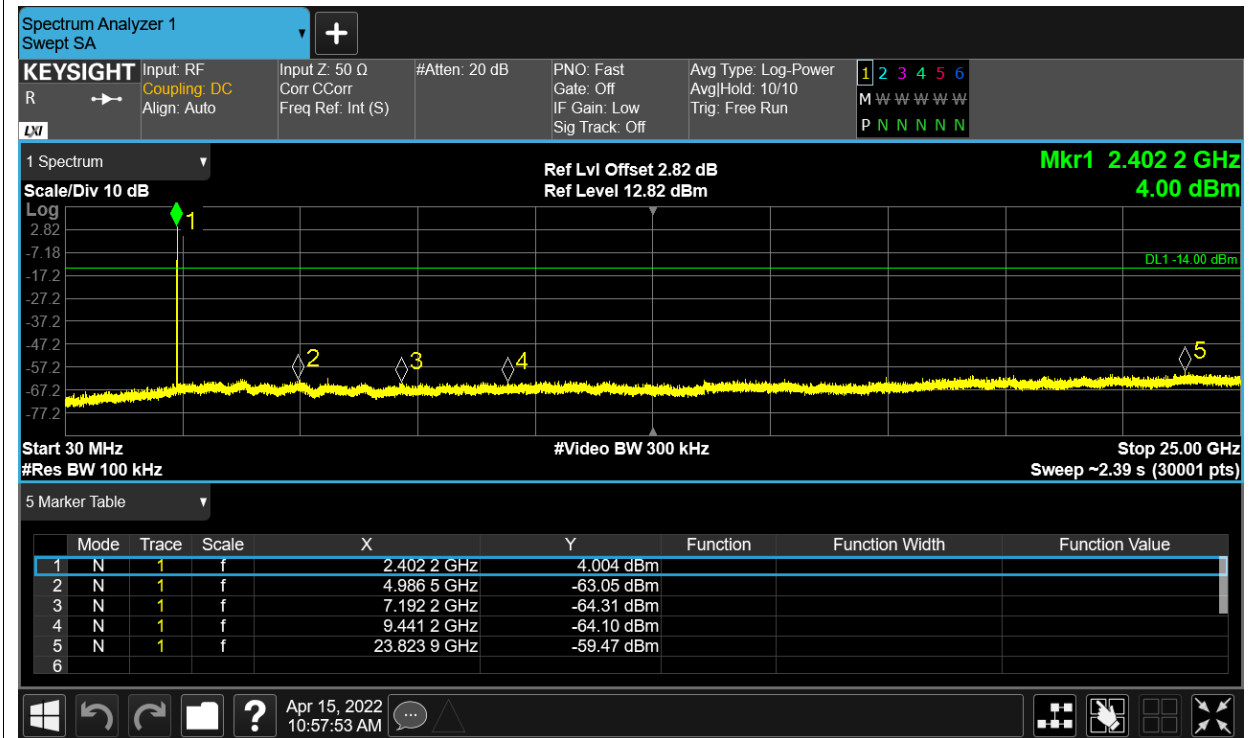 Spectrum Analyzer 1
Swept SA
+
KEYSIGHT Input: RF Input Z: 50 Ω #Atten: 20 dB PNO: Fast Avg Type: Log-Power 1 2 3 4 5 6
R Coupling: DC Corr CCorr Gate: Off Avg|Hold: 10/10 M W W W W W
Align: Auto Freq Ref: Int (S) IF Gain: Low Trig: Free Run P N N N N N
LXI Sig Track: Off
1 Spectrum Ref Lvl Offset 2.82 dB Mkr1 2.402 2 GHz
Scale/Div 10 dB Ref Level 12.82 dBm 4.00 dBm
Log
1
2.82
-7.18
DL1 -14.00 dBm
-17.2
-27.2
-37.2
-47.2
2 3 4 5
-57.2
-67.2
-77.2
Start 30 MHz #Video BW 300 kHz Stop 25.00 GHz
#Res BW 100 kHz Sweep ~2.39 s (30001 pts)
5 Marker Table
Mode Trace Scale X Y Function Function Width Function Value
1 N 1 f 2.402 2 GHz 4.004 dBm
2 N 1 f 4.986 5 GHz -63.05 dBm
3 N 1 f 7.192 2 GHz -64.31 dBm
4 N 1 f 9.441 2 GHz -64.10 dBm
5 N 1 f 23.823 9 GHz -59.47 dBm
6
? Apr 15, 2022
10:57:53 AM